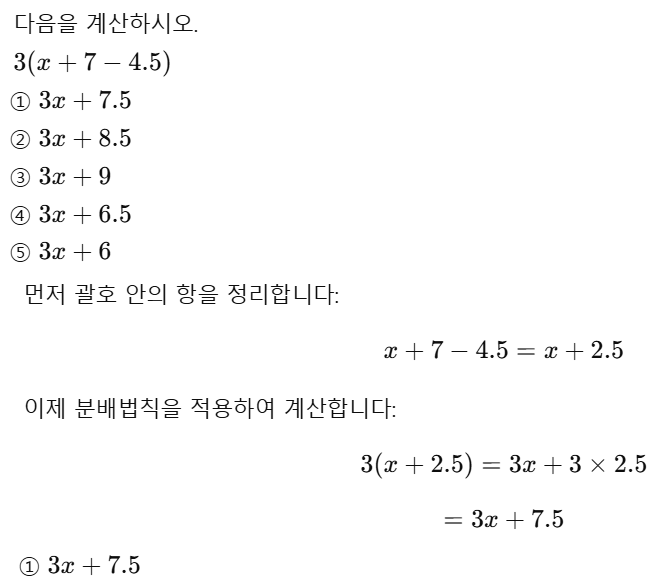 다음을 계산하시오.
3(x + 7 − 4.5)
① 3x + 7.5
② 3x + 8.5
③ 3x + 9
④ 3x + 6.5
⑤ 3x + 6
먼저 괄호 안의 항을 정리합니다:
x + 7 − 4.5 = x + 2.5
이제 분배법칙을 적용하여 계산합니다:
3(x + 2.5) = 3x + 3 × 2.5
= 3x + 7.5
① 3x + 7.5